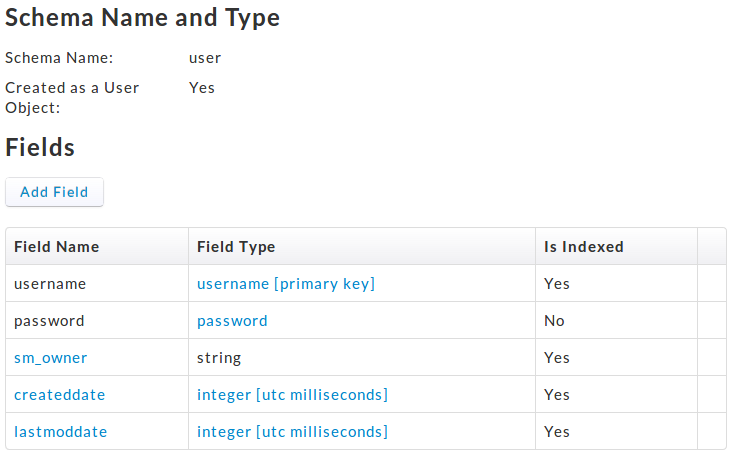 Schema Name and Type
Schema Name: user
Created as a User Yes
Object:
Fields
Add Field
Field Name Field Type Is Indexed
username username [primary key] Yes
password password No
sm_owner string Yes
createddate integer [utc milliseconds] Yes
lastmoddate integer [utc milliseconds] Yes